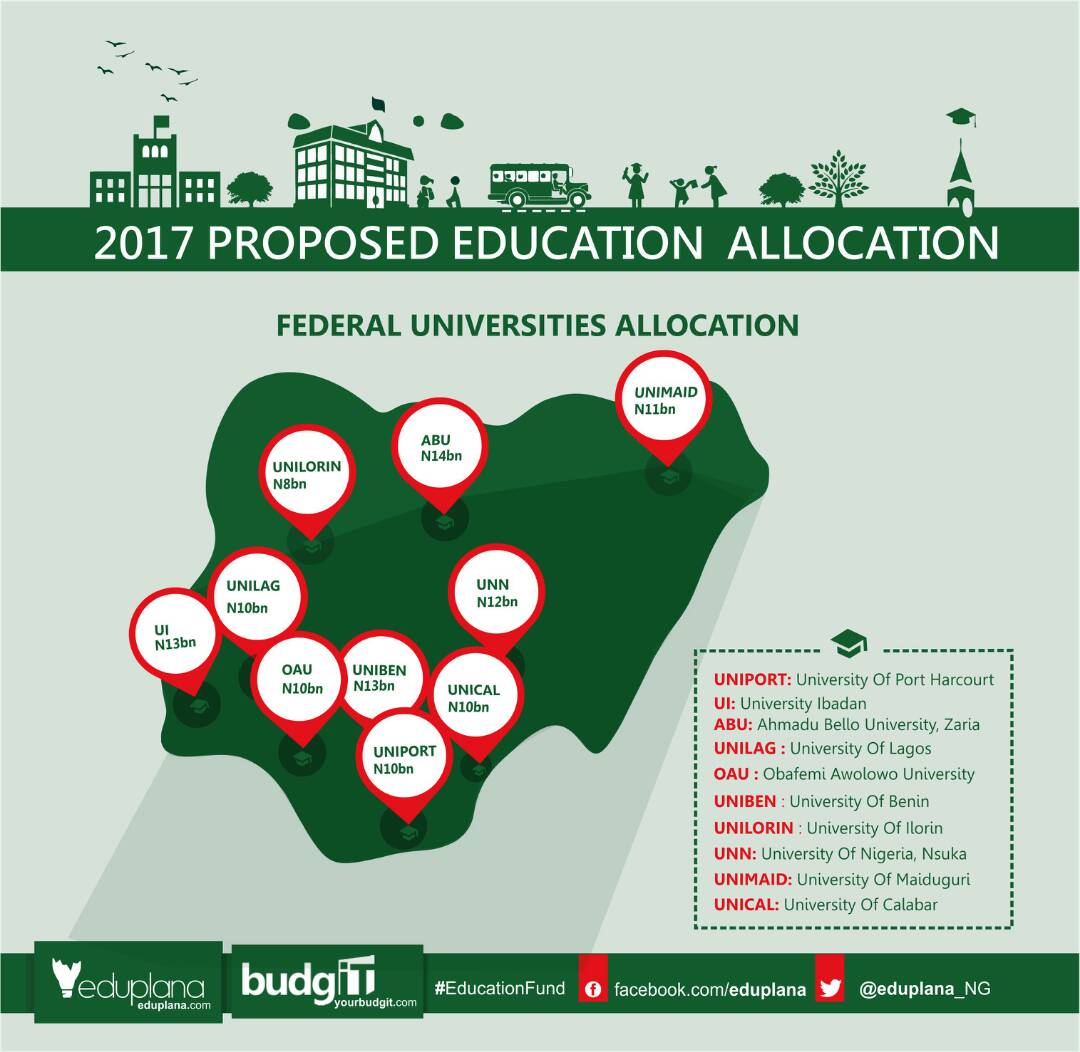 2017 PROPOSED EDUCATION ALLOCATION
FEDERAL UNIVERSITIES ALLOCATION
UNIMAID
N11bn
ABU
N14bn
UNILORIN
N8bn
UNILAG
N10bn
UNN
N12bn
UI
N13bn
OAU
N10bn
UNIBEN
N13bn
UNICAL
N10bn
UNIPORT
N10bn
UNIPORT: University Of Port Harcourt
UI: University Ibadan
ABU: Ahmadu Bello University, Zaria
UNILAG : University Of Lagos
OAU : Obafemi Awolowo University
UNIBEN : University Of Benin
UNILORIN : University Of Ilorin
UNN: University Of Nigeria, Nsuka
UNIMAID: University Of Maiduguri
UNICAL: University Of Calabar
eduplana
eduplana.com
budgIT
yourbudgit.com
#EducationFund
facebook.com/eduplana
@eduplana_NG